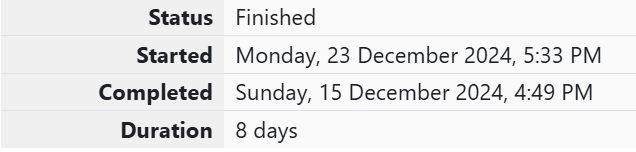 Status Finished
Started Monday, 23 December 2024, 5:33 PM
Completed Sunday, 15 December 2024, 4:49 PM
Duration 8 days